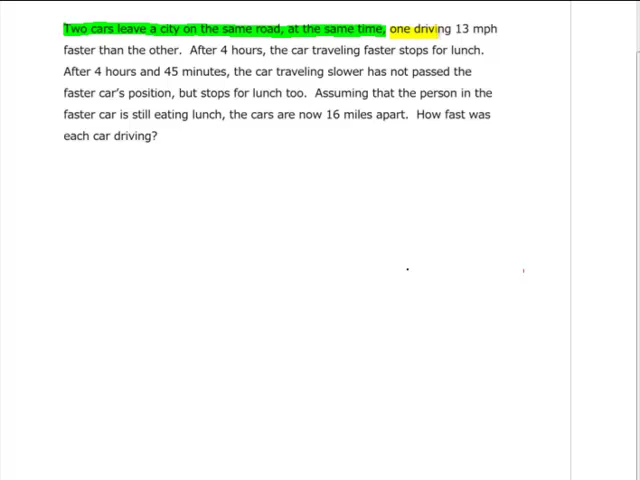 Two cars leave a city on the same road, at the same time, one driving 13 mph
faster than the other.  After 4 hours, the car traveling faster stops for lunch.
After 4 hours and 45 minutes, the car traveling slower has not passed the
faster car’s position, but stops for lunch too.  Assuming that the person in the
faster car is still eating lunch, the cars are now 16 miles apart.  How fast was
each car driving?